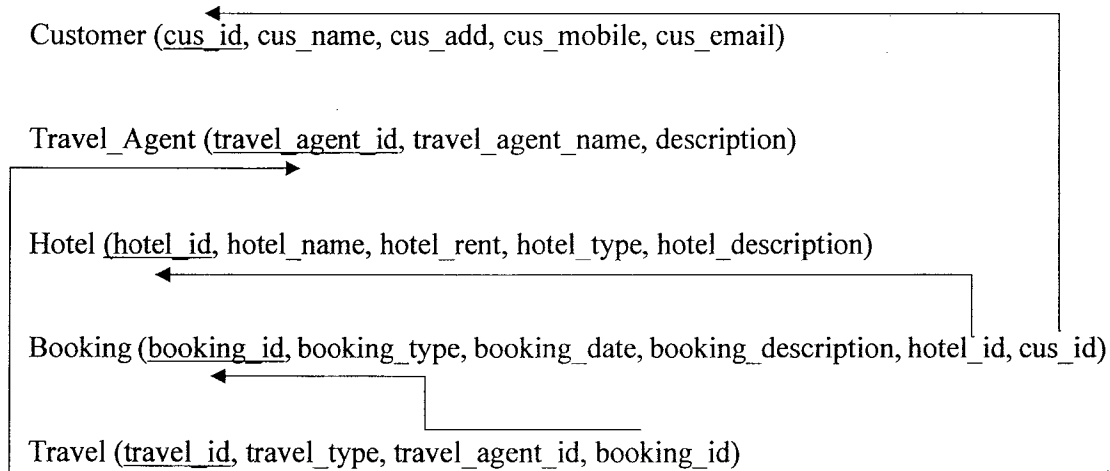 Customer (cus_id, cus_name, cus_add, cus_mobile, cus_email)
Travel_Agent (travel_agent_id, travel_agent_name, description)
Hotel (hotel_id, hotel_name, hotel_rent, hotel_type, hotel_description)
Booking (booking_id, booking_type, booking_date, booking_description, hotel_id, cus_id)
Travel (travel_id, travel_type, travel_agent_id, booking_id)